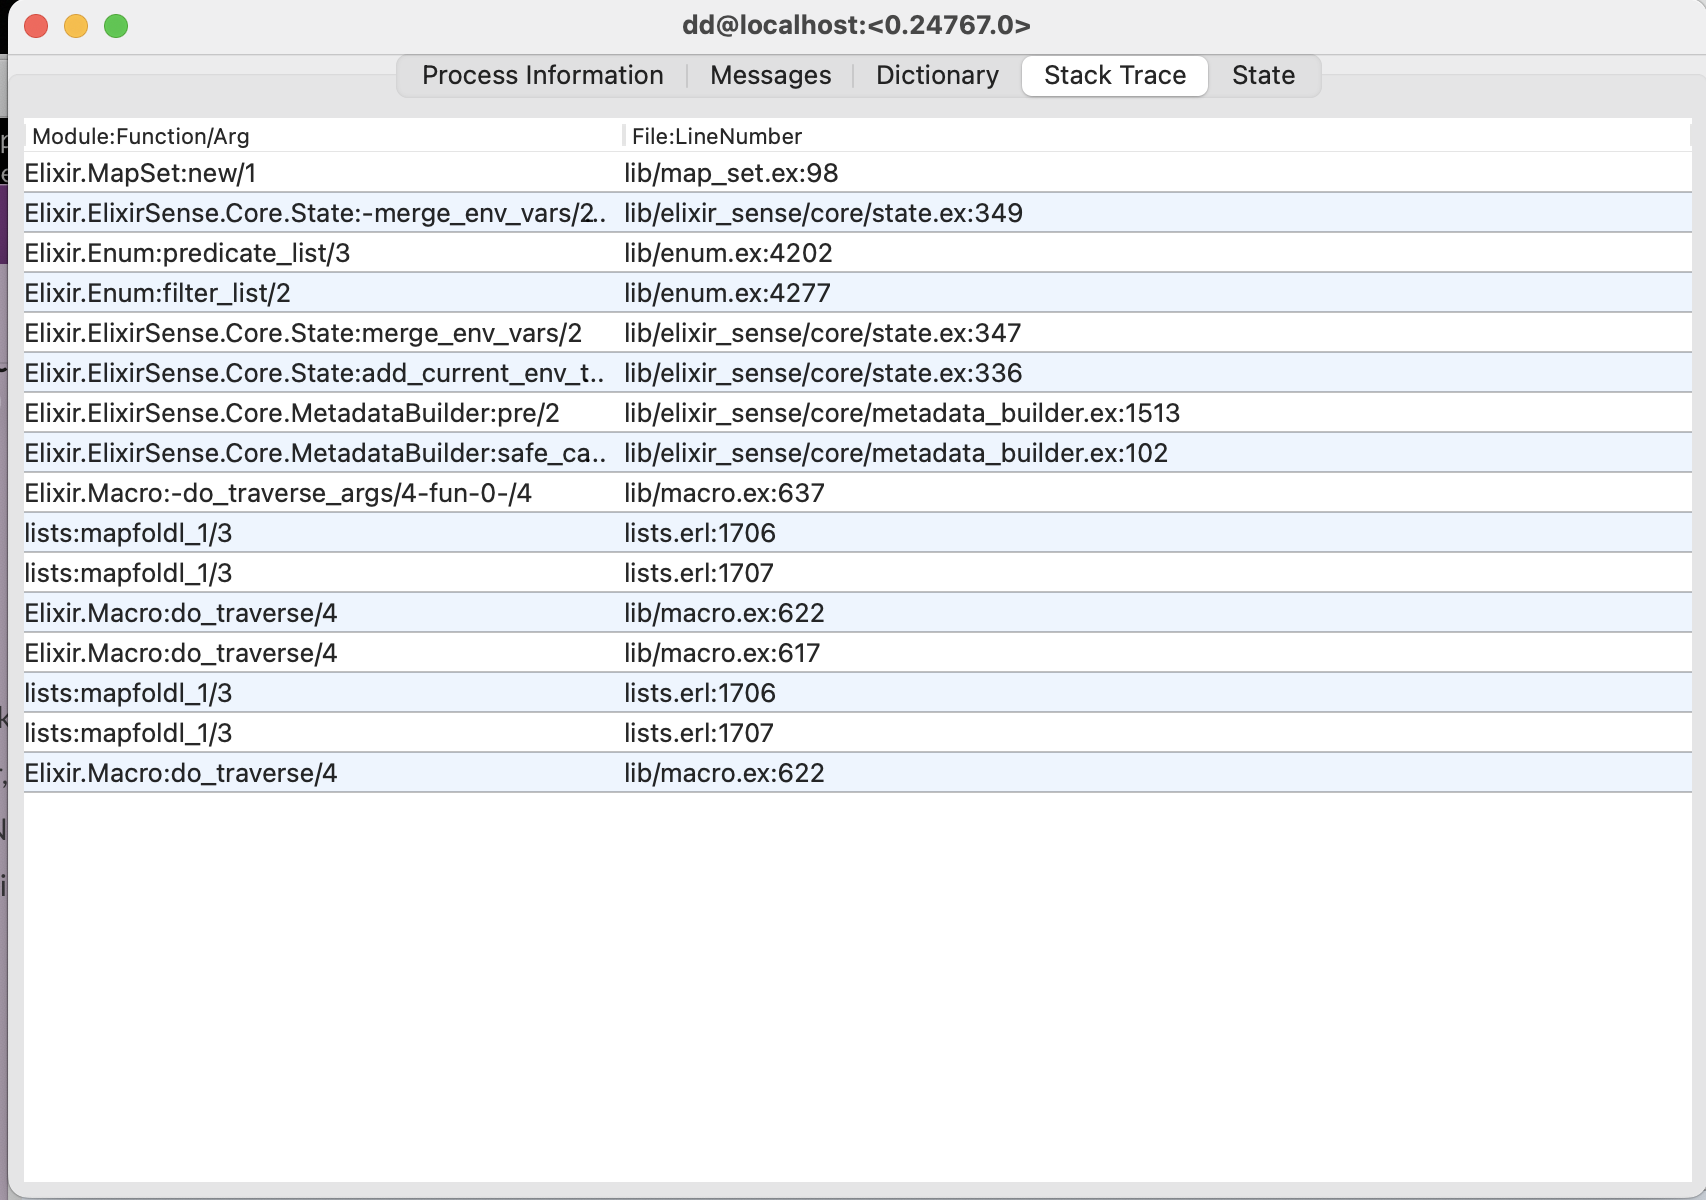 dd@localhost:<0.24767.0>
Process Information Messages Dictionary Stack Trace State
Module:Function/Arg File:LineNumber
Elixir.MapSet:new/1 lib/map_set.ex:98
Elixir.ElixirSense.Core.State:-merge_env_vars/2.. lib/elixir_sense/core/state.ex:349
Elixir.Enum:predicate_list/3 lib/enum.ex:4202
Elixir.Enum:filter_list/2 lib/enum.ex:4277
Elixir.ElixirSense.Core.State:merge_env_vars/2 lib/elixir_sense/core/state.ex:347
Elixir.ElixirSense.Core.State:add_current_env_t.. lib/elixir_sense/core/state.ex:336
Elixir.ElixirSense.Core.MetadataBuilder:pre/2 lib/elixir_sense/core/metadata_builder.ex:1513
Elixir.ElixirSense.Core.MetadataBuilder:safe_ca.. lib/elixir_sense/core/metadata_builder.ex:102
Elixir.Macro:-do_traverse_args/4-fun-0-/4 lib/macro.ex:637
lists:mapfoldl_1/3 lists.erl:1706
lists:mapfoldl_1/3 lists.erl:1707
Elixir.Macro:do_traverse/4 lib/macro.ex:622
Elixir.Macro:do_traverse/4 lib/macro.ex:617
lists:mapfoldl_1/3 lists.erl:1706
lists:mapfoldl_1/3 lists.erl:1707
Elixir.Macro:do_traverse/4 lib/macro.ex:622